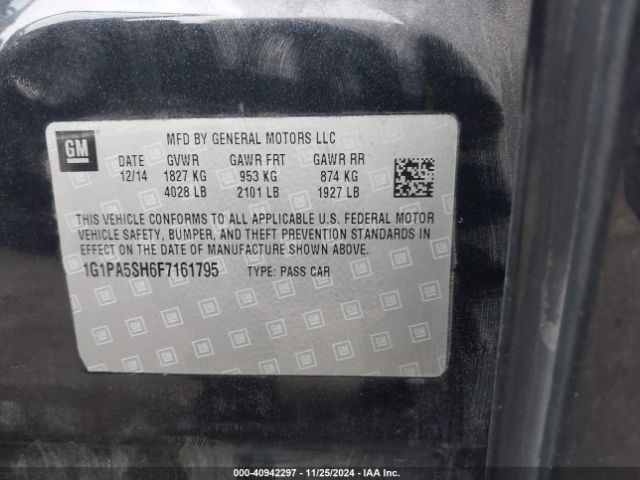 GM
MFD BY GENERAL MOTORS LLC
DATE GVWR GAWR FRT GAWR RR
12/14 1827 KG 953 KG 874 KG
4028 LB 2101 LB 1927 LB
THIS VEHICLE CONFORMS TO ALL APPLICABLE U.S. FEDERAL MOTOR
VEHICLE SAFETY, BUMPER, AND THEFT PREVENTION STANDARDS IN
EFFECT ON THE DATE OF MANUFACTURE SHOWN ABOVE.
1G1PA5SH6F7161795 TYPE: PASS CAR
000-40942297 - 11/25/2024 - IAA Inc.